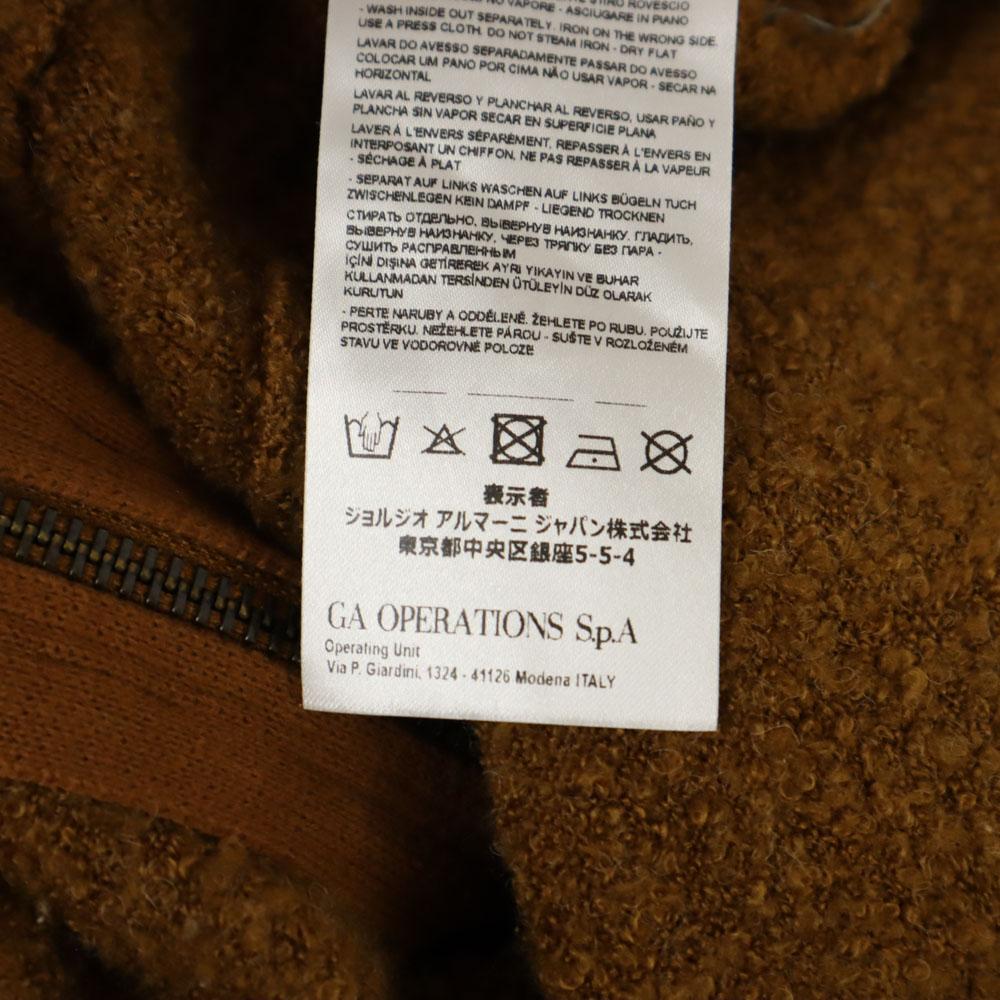 STIRO ROVESCIO
NO VAPORE - ASCIUGARE IN PIANO
- WASH INSIDE OUT SEPARATELY. IRON ON THE WRONG SIDE.
USE A PRESS CLOTH. DO NOT STEAM IRON - DRY FLAT
LAVAR DO AVESSO SEPARADAMENTE PASSAR DO AVESSO
COLOCAR UM PANO POR CIMA NÃO USAR VAPOR - SECAR NA
HORIZONTAL
LAVAR AL REVERSO Y PLANCHAR AL REVERSO, USAR PAÑO Y
PLANCHA SIN VAPOR SECAR EN SUPERFICIE PLANA
LAVER À L'ENVERS SÉPARÉMENT, REPASSER À L'ENVERS EN
INTERPOSANT UN CHIFFON, NE PAS REPASSER À LA VAPEUR
- SÉCHAGE À PLAT
- SEPARAT AUF LINKS WASCHEN AUF LINKS BÜGELN TUCH
ZWISCHENLEGEN KEIN DAMPF - LIEGEND TROCKNEN
СТИРАТЬ ОТДЕЛЬНО, ВЫВЕРНУВ НАИЗНАНКУ. ГЛАДИТЬ,
ВЫВЕРНУВ НАИЗНАНКУ, ЧЕРЕЗ ТРЯПКУ БЕЗ ПАРА -
СУШИТЬ РАСПРАВЛЕННЫМ
İÇİNİ DIŞINA GETİREREK AYRI YIKAYIN VE BUHAR
KULLANMADAN TERSİNDEN ÜTÜLEYİN DÜZ OLARAK
KURUTUN
- PERTE NARUBY A ODDĚLENĚ. ŽEHLETE PO RUBU. POUŽIJTE
PROSTĚRKU. NEŽEHLETE PÁROU - SUŠTE V ROZLOŽENÉM
STAVU VE VODOROVNÉ POLOZE
表示者
ジョルジオ アルマーニ ジャパン株式会社
東京都中央区銀座5-5-4
GA OPERATIONS S.p.A
Operating Unit
Via P. Giardini, 1324 - 41126 Modena ITALY